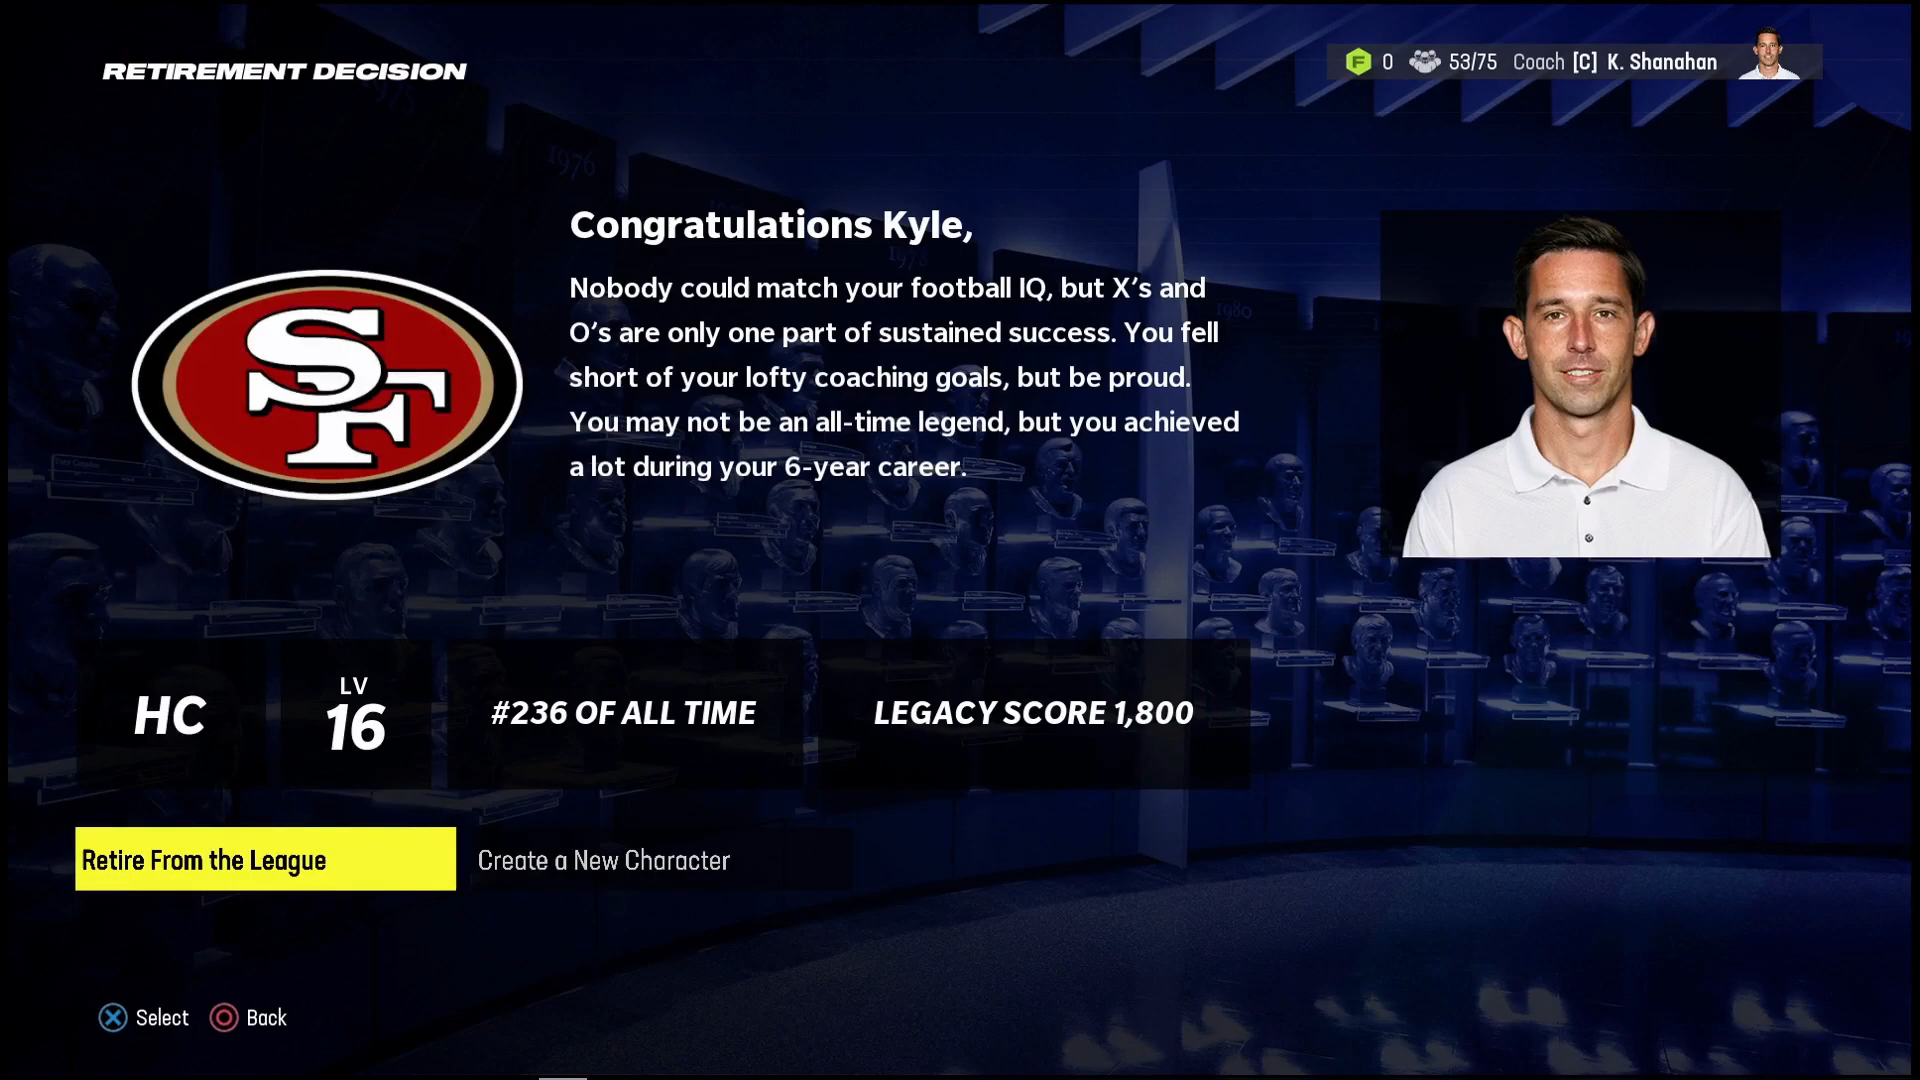 RETIREMENT DECISION
0 53/75 Coach [C] K. Shanahan
1976
1980
Congratulations Kyle,
Nobody could match your football IQ, but X's and
O's are only one part of sustained success. You fell
short of your lofty coaching goals, but be proud.
You may not be an all-time legend, but you achieved
a lot during your 6-year career.
SF
HC
LV
16
#236 OF ALL TIME
LEGACY SCORE 1,800
Retire From the League
Create a New Character
Select
Back